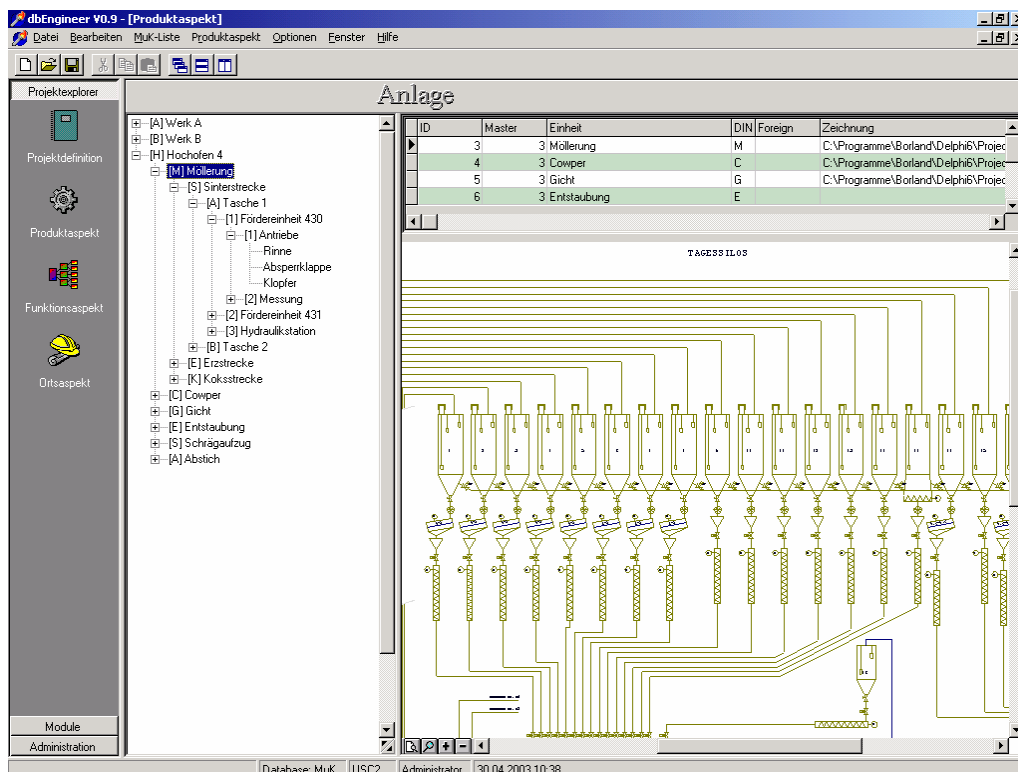 dbEngineer V0.9 - [Produktaspekt]
Datei Bearbeiten MuK-Liste Produktaspekt Optionen Fenster Hilfe
Projektexplorer
Anlage
Projektdefinition
Produktaspekt
Funktionsaspekt
Ortsaspekt
Module
Administration
[A] Werk A
[B] Werk B
[H] Hochofen 4
[M] Möllerung
[S] Sinterstrecke
[A] Tasche 1
[1] Fördereinheit 430
[1] Antriebe
Rinne
Absperrklappe
Klopfer
[2] Messung
[2] Fördereinheit 431
[3] Hydraulikstation
[B] Tasche 2
[E] Erzstrecke
[K] Koksstrecke
[C] Cowper
[G] Gicht
[E] Entstaubung
[S] Schrägaufzug
[A] Abstich
ID Master Einheit DIN Foreign Zeichnung
3 3 Möllerung M C:\Programme\Borland\Delphi6\Projec
4 3 Cowper C C:\Programme\Borland\Delphi6\Projec
5 3 Gicht G C:\Programme\Borland\Delphi6\Projec
6 3 Entstaubung E
TAGESSILOS
Database: MuK USC2 Administrator 30.04.2003 10:38